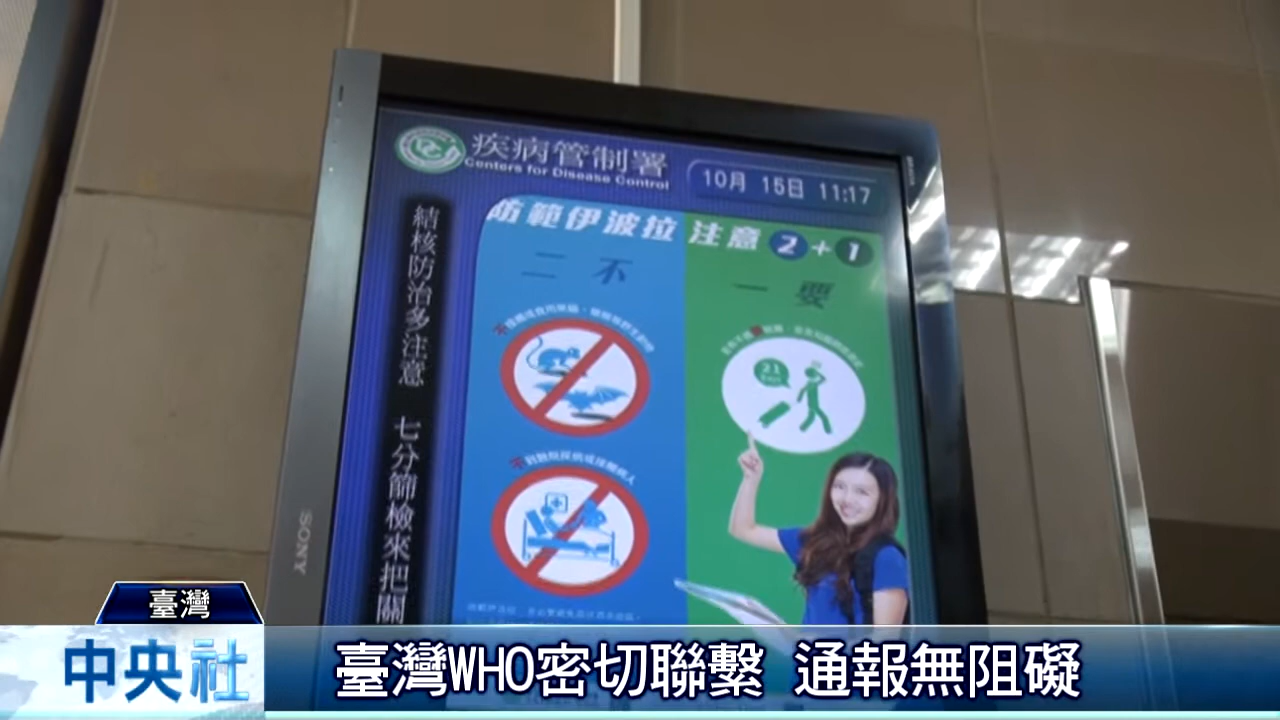 疾病管制署
Centers for Disease Control
10月 15日 11:17
結核防治多注意 七分篩檢來把關
防範伊波拉 注意 2+1
二不
一要
21
SONY
臺灣
中央社
臺灣WHO密切聯繫 通報無阻礙